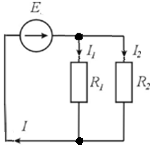 E
I₁ I₂
R₁ R₂
I